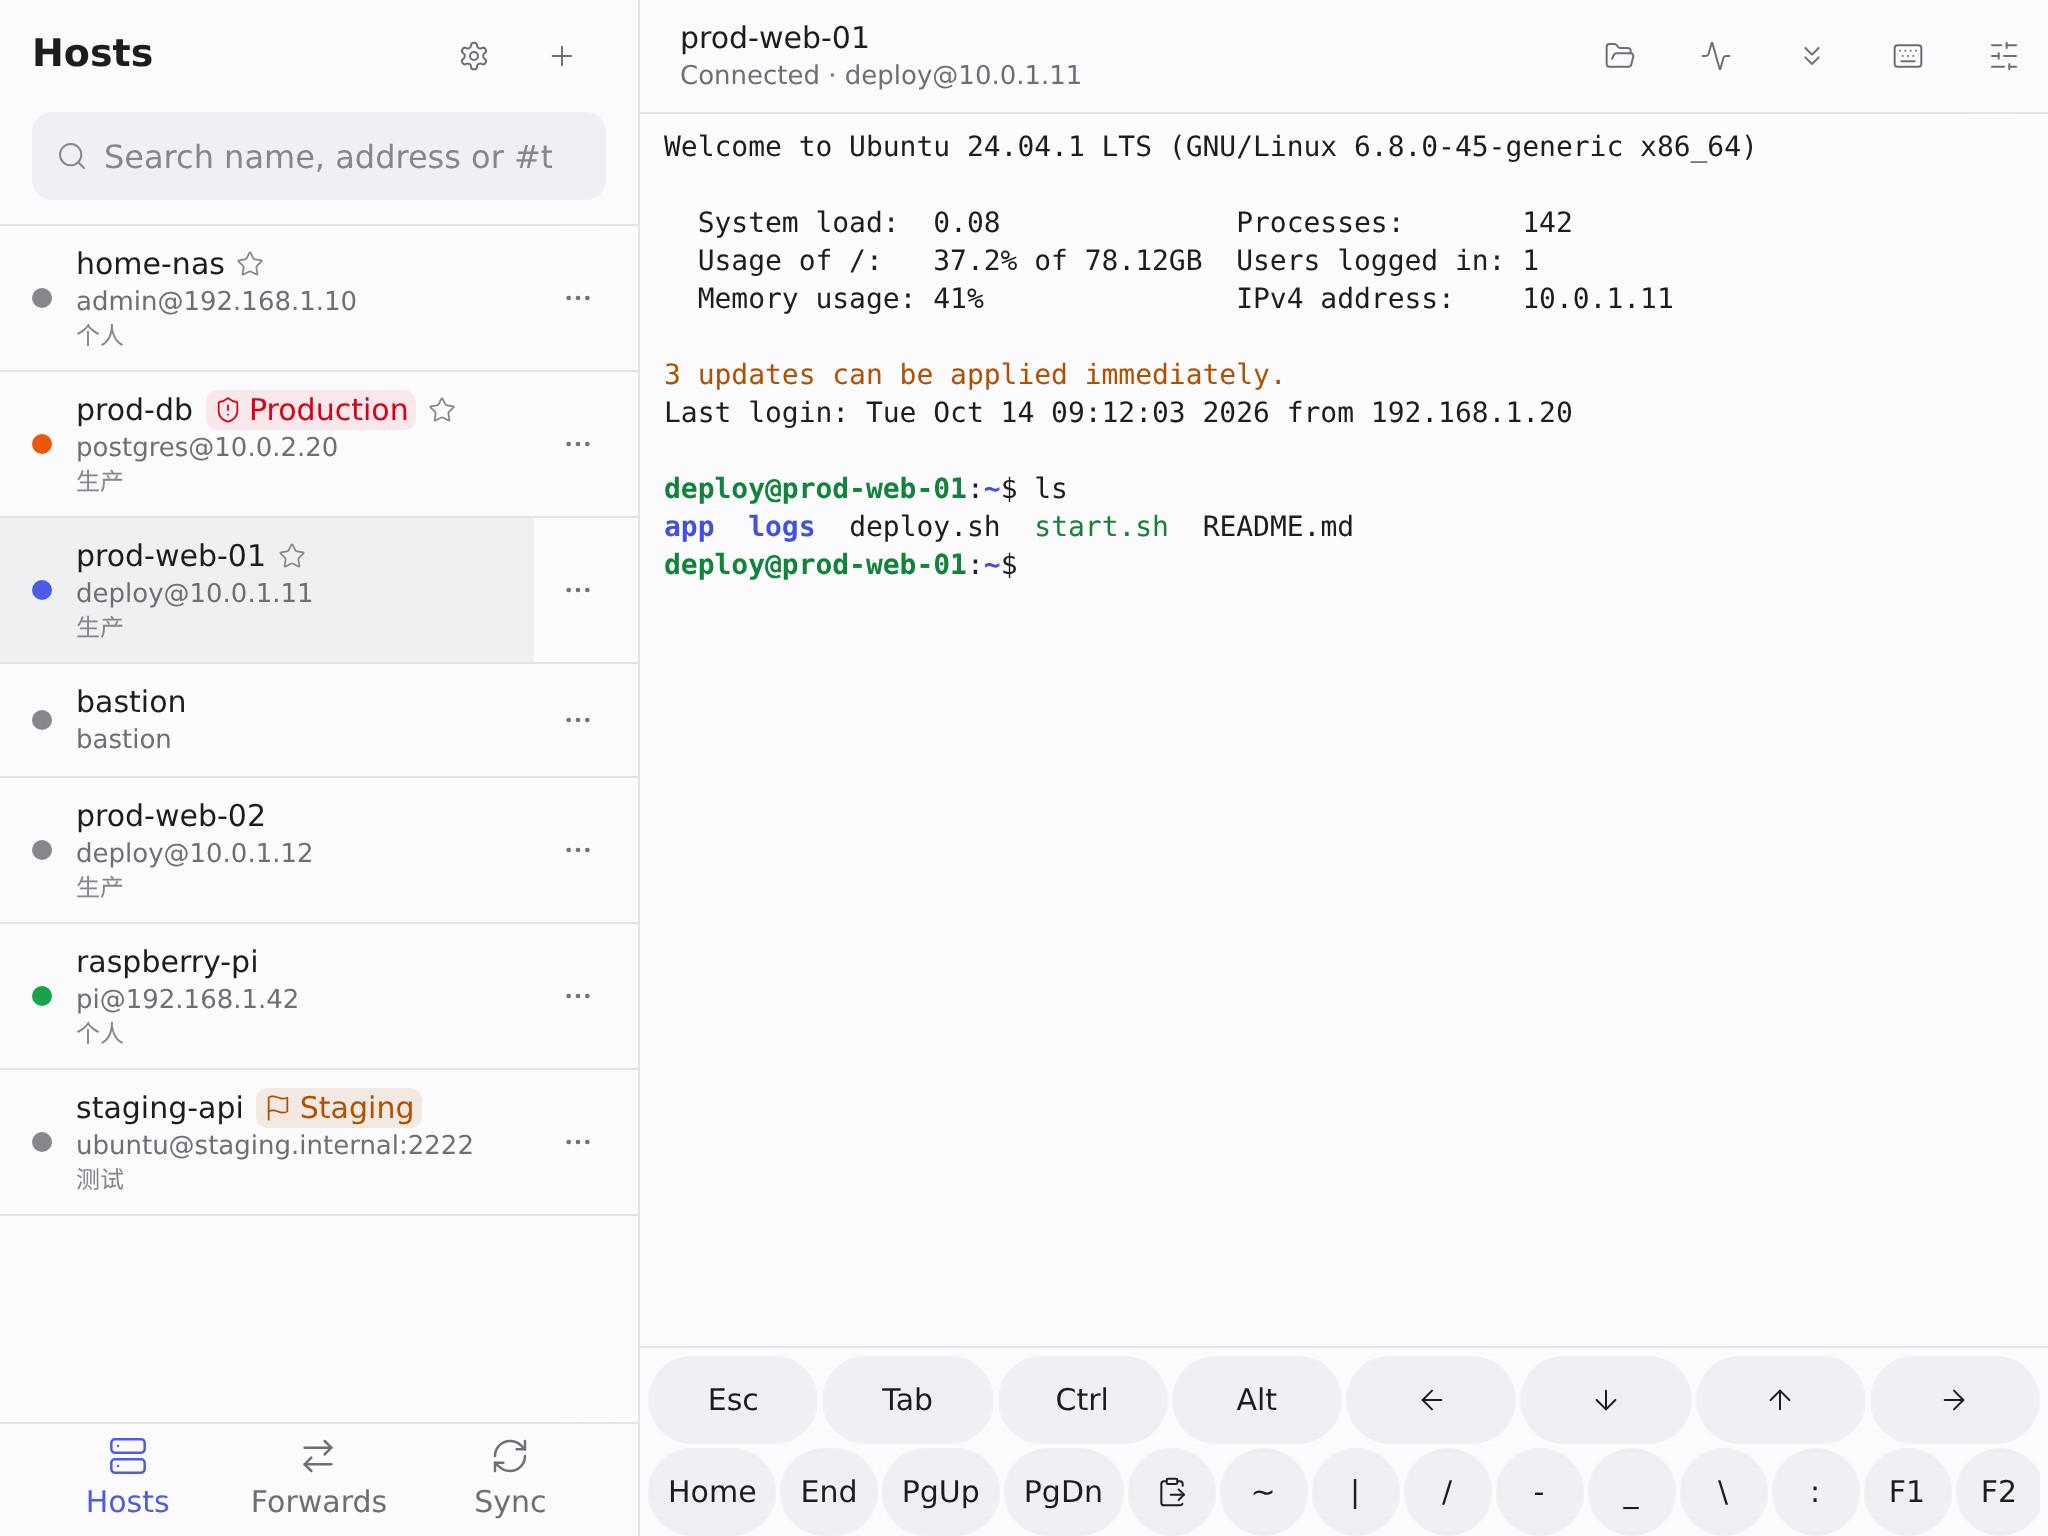 Hosts
Search name, address or #t
home-nas
admin@192.168.1.10
个人
prod-db Production
postgres@10.0.2.20
生产
prod-web-01
deploy@10.0.1.11
生产
bastion
bastion
prod-web-02
deploy@10.0.1.12
生产
raspberry-pi
pi@192.168.1.42
个人
staging-api Staging
ubuntu@staging.internal:2222
测试
Hosts Forwards Sync
prod-web-01
Connected · deploy@10.0.1.11
Welcome to Ubuntu 24.04.1 LTS (GNU/Linux 6.8.0-45-generic x86_64)
System load: 0.08 Processes: 142
Usage of /: 37.2% of 78.12GB Users logged in: 1
Memory usage: 41% IPv4 address: 10.0.1.11
3 updates can be applied immediately.
Last login: Tue Oct 14 09:12:03 2026 from 192.168.1.20
deploy@prod-web-01:~$ ls
app logs deploy.sh start.sh README.md
deploy@prod-web-01:~$
Esc Tab Ctrl Alt ← ↓ ↑ →
Home End PgUp PgDn ~ | / - _ \ : F1 F2